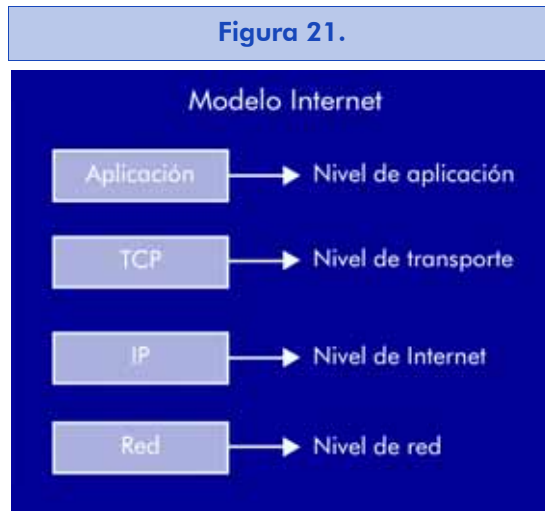 Figura 21.
Modelo Internet
Aplicación → Nivel de aplicación
TCP → Nivel de transporte
IP → Nivel de Internet
Red → Nivel de red